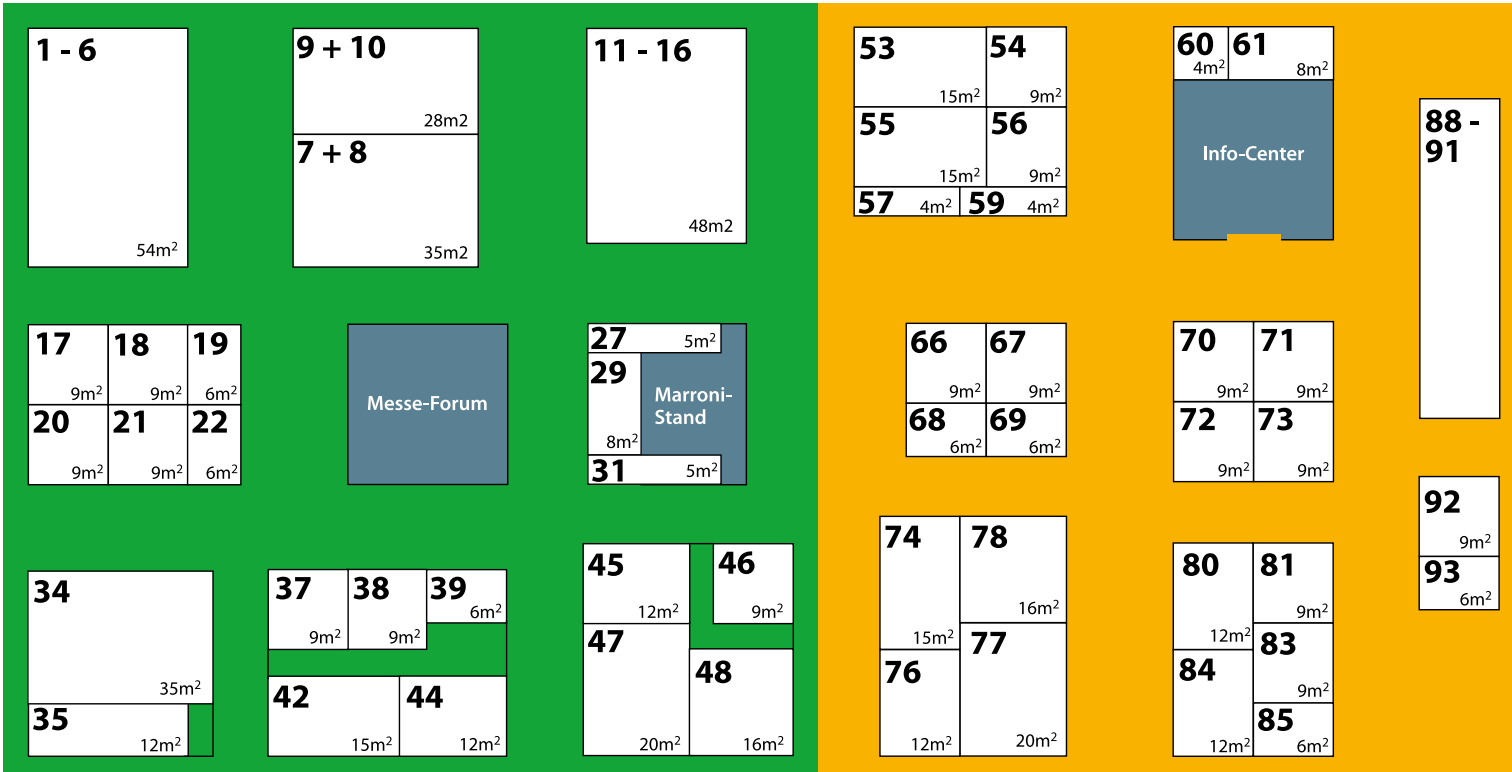 1 - 6
54m²
9 + 10
28m2
7 + 8
35m2
11 - 16
48m2
17
9m²
18
9m²
19
6m²
20
9m²
21
9m²
22
6m²
Messe-Forum
27
5m²
29
8m²
Marroni-
Stand
31
5m²
34
35m²
35
12m²
37
9m²
38
9m²
39
6m²
42
15m²
44
12m²
45
12m²
46
9m²
47
20m²
48
16m²
53
15m²
54
9m²
55
15m²
56
9m²
57
4m²
59
4m²
60
4m²
61
8m²
Info-Center
88 -
91
66
9m²
67
9m²
68
6m²
69
6m²
70
9m²
71
9m²
72
9m²
73
9m²
74
15m²
78
16m²
76
12m²
77
20m²
80
12m²
81
9m²
83
9m²
84
12m²
85
6m²
92
9m²
93
6m²